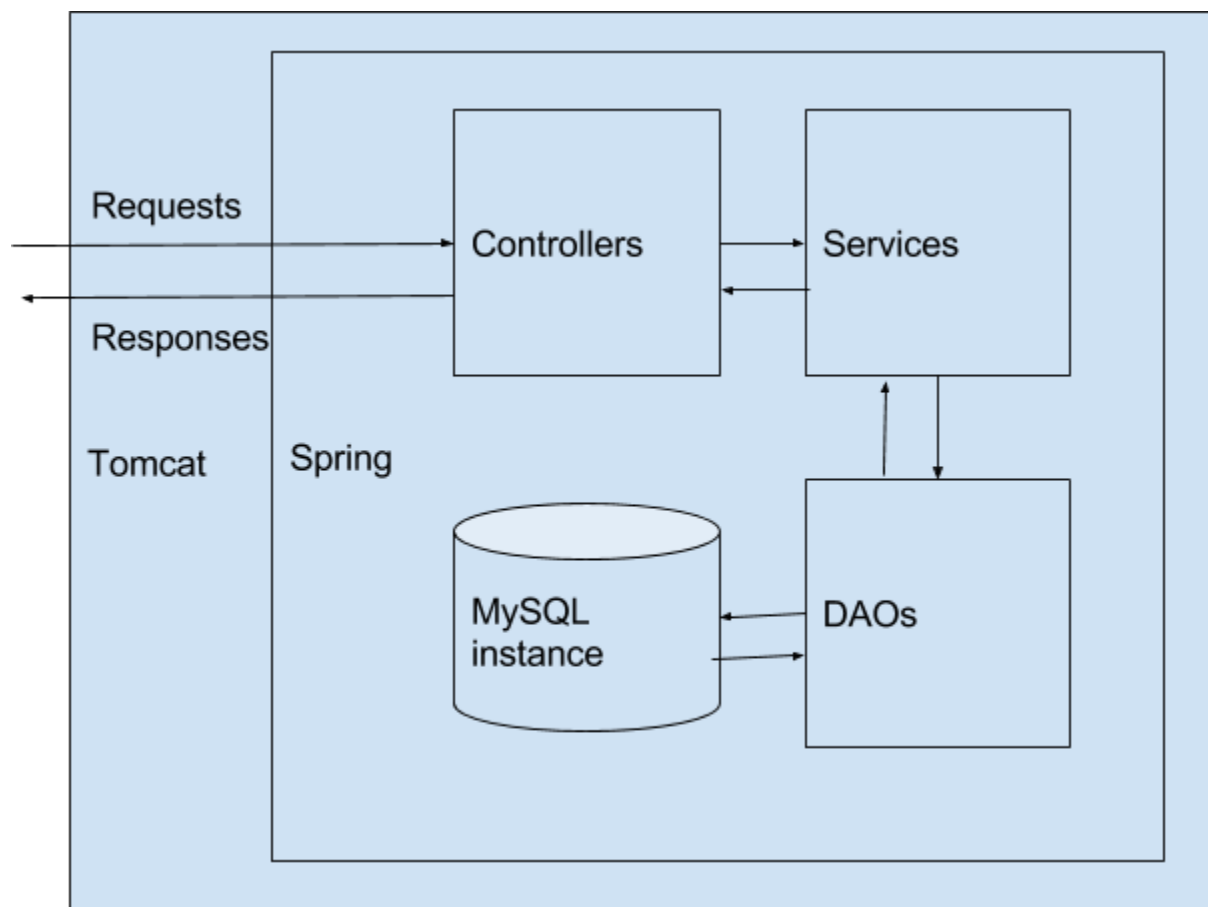 Requests
Controllers
Services
Responses
Tomcat
Spring
MySQL
instance
DAOs